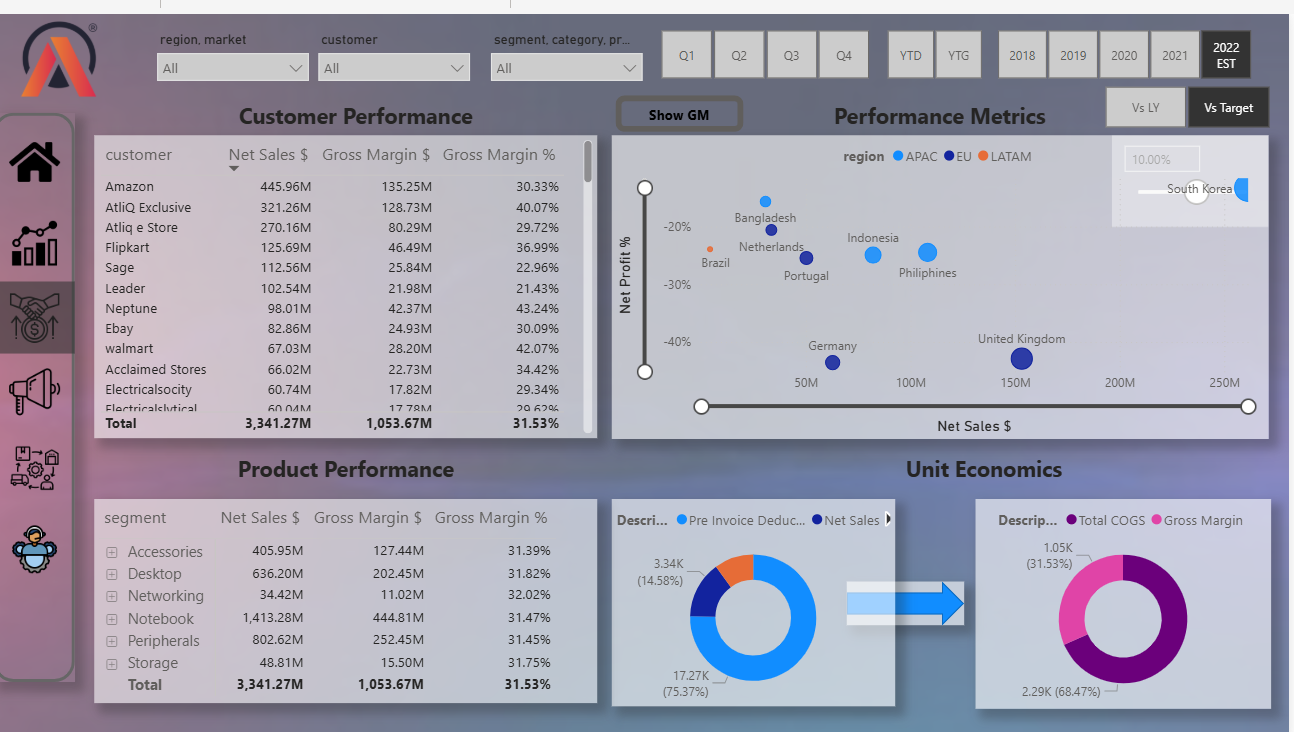 ®
region, market customer segment, category, pr...
All All All
Q1 Q2 Q3 Q4 YTD YTG 2018 2019 2020 2021 2022 EST
Vs LY Vs Target
Customer Performance
customer Net Sales $ Gross Margin $ Gross Margin %
Amazon 445.96M 135.25M 30.33%
AtliQ Exclusive 321.26M 128.73M 40.07%
Atliq e Store 270.16M 80.29M 29.72%
Flipkart 125.69M 46.49M 36.99%
Sage 112.56M 25.84M 22.96%
Leader 102.54M 21.98M 21.43%
Neptune 98.01M 42.37M 43.24%
Ebay 82.86M 24.93M 30.09%
walmart 67.03M 28.20M 42.07%
Acclaimed Stores 66.02M 22.73M 34.42%
Electricalsocity 60.74M 17.82M 29.34%
Electricalslytical 60.04M 17.78M 29.62%
Total 3,341.27M 1,053.67M 31.53%
Show GM
Performance Metrics
region APAC EU LATAM
10.00%
South Korea
Net Profit %
-20%
-30%
-40%
Bangladesh
Netherlands
Brazil
Portugal
Indonesia
Philiphines
Germany
United Kingdom
50M 100M 150M 200M 250M
Net Sales $
Product Performance
segment Net Sales $ Gross Margin $ Gross Margin %
Accessories 405.95M 127.44M 31.39%
Desktop 636.20M 202.45M 31.82%
Networking 34.42M 11.02M 32.02%
Notebook 1,413.28M 444.81M 31.47%
Peripherals 802.62M 252.45M 31.45%
Storage 48.81M 15.50M 31.75%
Total 3,341.27M 1,053.67M 31.53%
Unit Economics
Descri... Pre Invoice Deduc... Net Sales
3.34K
(14.58%)
17.27K
(75.37%)
Descrip... Total COGS Gross Margin
1.05K
(31.53%)
2.29K (68.47%)